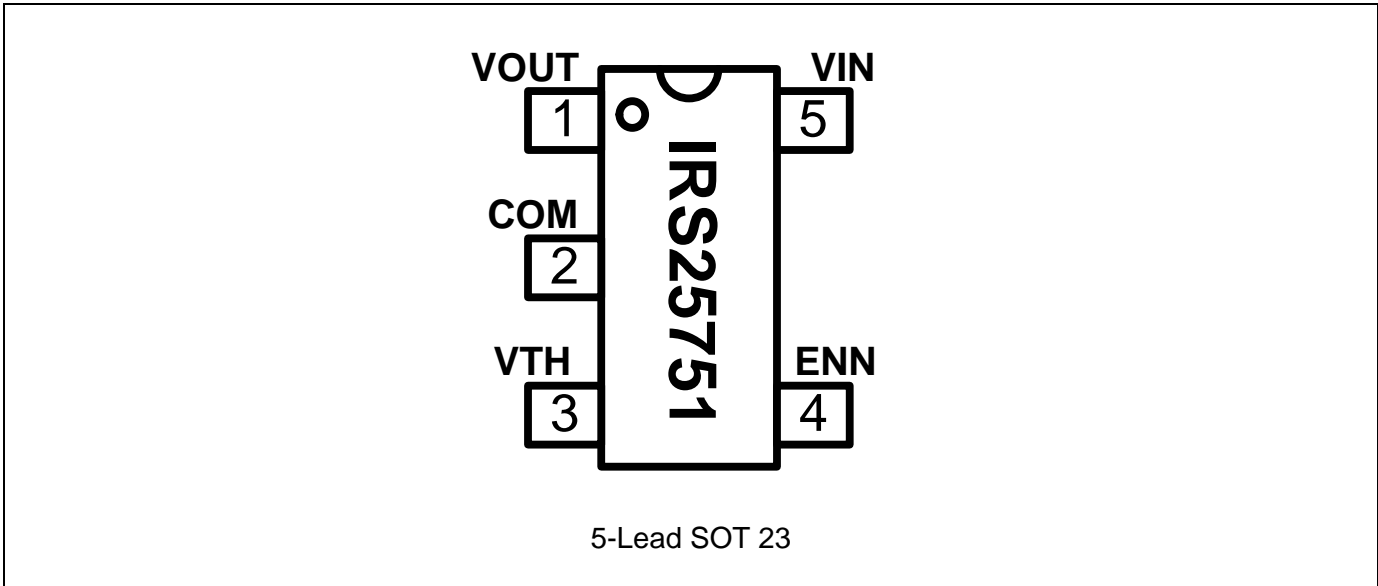 VOUT VIN
1 5
COM
2
VTH ENN
3 4
IRS25751
5-Lead SOT 23